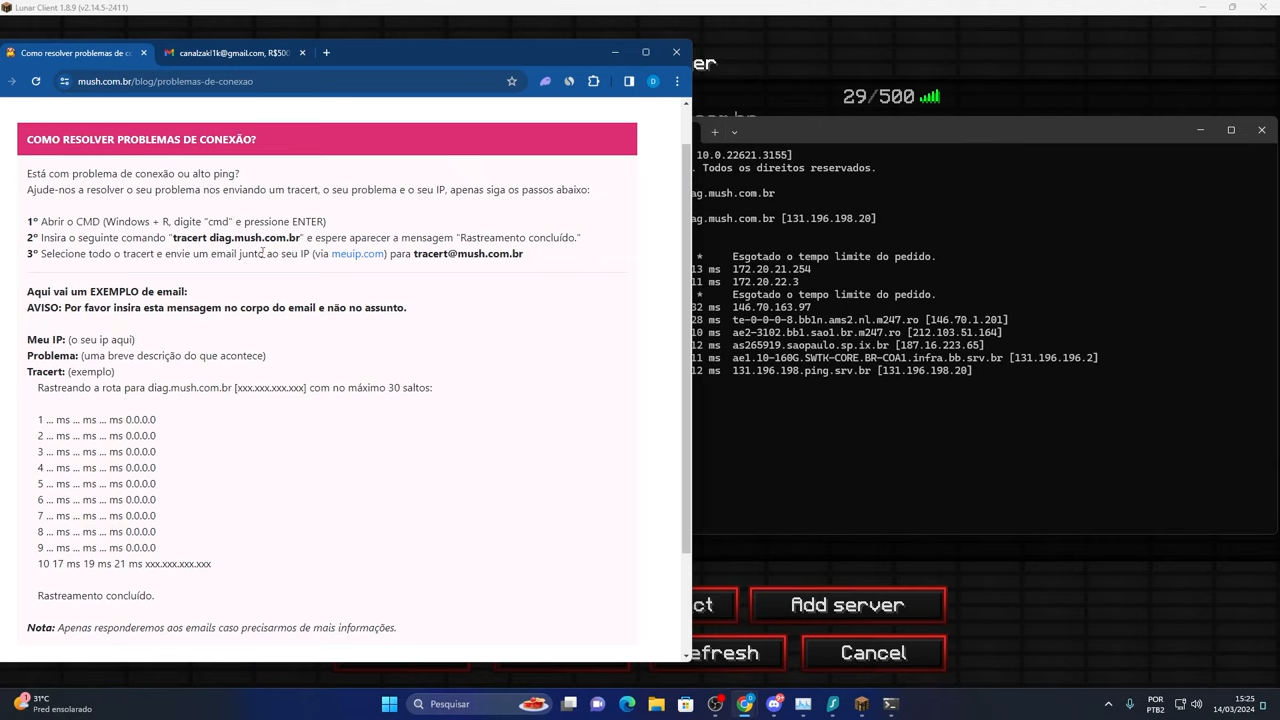 Lunar Client 1.8.9 (v2.14.5-2411)
Como resolver problemas de c
canalzakl1k@gmail.com, R$500
mush.com.br/blog/problemas-de-conexao
29/500
COMO RESOLVER PROBLEMAS DE CONEXÃO?
Está com problema de conexão ou alto ping?
Ajude-nos a resolver o seu problema nos enviando um tracert, o seu problema e o seu IP, apenas siga os passos abaixo:
1º Abrir o CMD (Windows + R, digite "cmd" e pressione ENTER)
2º Insira o seguinte comando "tracert diag.mush.com.br" e espere aparecer a mensagem "Rastreamento concluído."
3º Selecione todo o tracert e envie um email junto ao seu IP (via meuip.com) para tracert@mush.com.br
Aqui vai um EXEMPLO de email:
AVISO: Por favor insira esta mensagem no corpo do email e não no assunto.
Meu IP: (o seu ip aqui)
Problema: (uma breve descrição do que acontece)
Tracert: (exemplo)
Rastreando a rota para diag.mush.com.br [xxx.xxx.xxx.xxx] com no máximo 30 saltos:
1 ... ms ... ms ... ms 0.0.0.0
2 ... ms ... ms ... ms 0.0.0.0
3 ... ms ... ms ... ms 0.0.0.0
4 ... ms ... ms ... ms 0.0.0.0
5 ... ms ... ms ... ms 0.0.0.0
6 ... ms ... ms ... ms 0.0.0.0
7 ... ms ... ms ... ms 0.0.0.0
8 ... ms ... ms ... ms 0.0.0.0
9 ... ms ... ms ... ms 0.0.0.0
10 17 ms 19 ms 21 ms xxx.xxx.xxx.xxx
Rastreamento concluído.
Nota: Apenas responderemos aos emails caso precisarmos de mais informações.
10.0.22621.3155]
. Todos os direitos reservados.
diag.mush.com.br
diag.mush.com.br [131.196.198.20]
* Esgotado o tempo limite do pedido.
13 ms 172.20.21.254
11 ms 172.20.22.3
* Esgotado o tempo limite do pedido.
32 ms 146.70.163.97
28 ms te-0-0-0-8.bb1n.ams2.nl.m247.ro [146.70.1.201]
10 ms ae2-3102.bb1.sao1.br.m247.ro [212.103.51.164]
11 ms as265919.saopaulo.sp.ix.br [187.16.223.65]
11 ms ae1.10-160G.SWTK-CORE.BR-COA1.infra.bb.srv.br [131.196.196.2]
12 ms 131.196.198.ping.srv.br [131.196.198.20]
ct
Add server
efresh
Cancel
31°C
Pred ensolarado
Pesquisar
POR
PTB2
15:25
14/03/2024